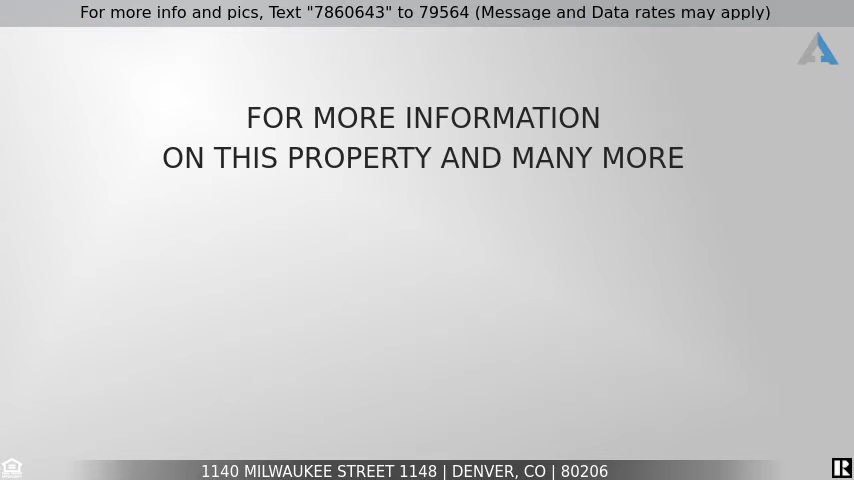 For more info and pics, Text "7860643" to 79564 (Message and Data rates may apply)
FOR MORE INFORMATION
ON THIS PROPERTY AND MANY MORE
1140 MILWAUKEE STREET 1148 | DENVER, CO | 80206